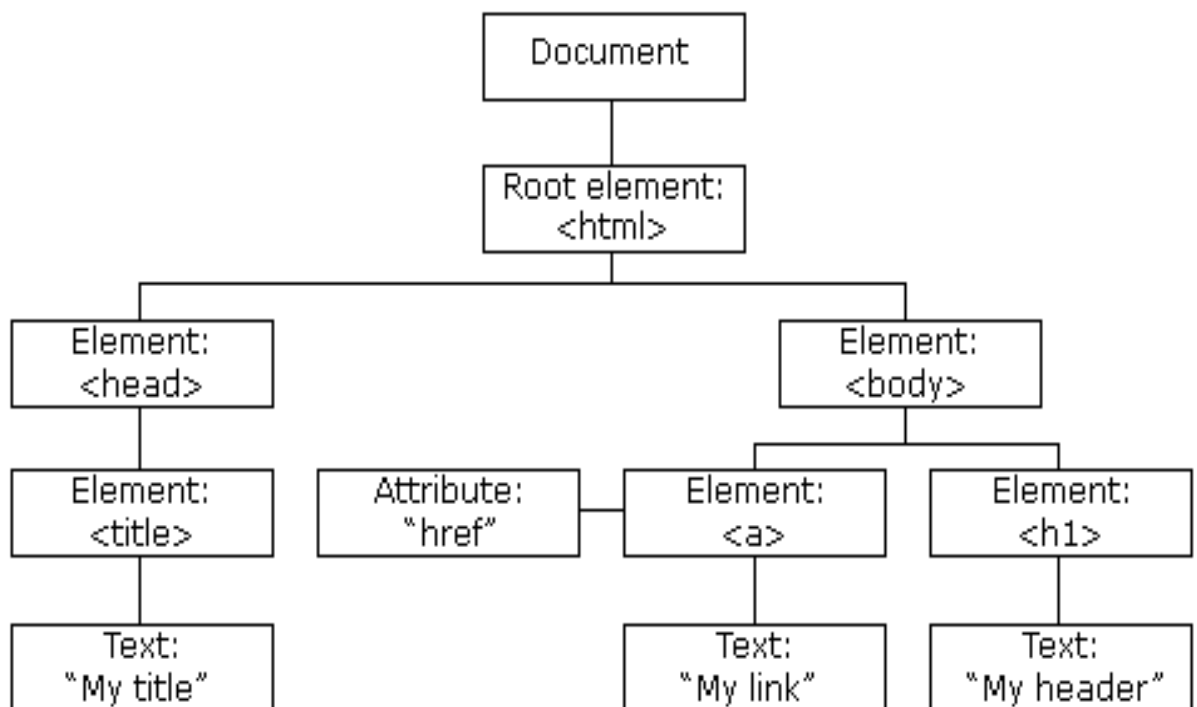 Document
Root element:
<html>
Element:
<head>
Element:
<body>
Element:
<title>
Attribute:
“href”
Element:
<a>
Element:
<h1>
Text:
“My title”
Text:
“My link”
Text:
“My header”